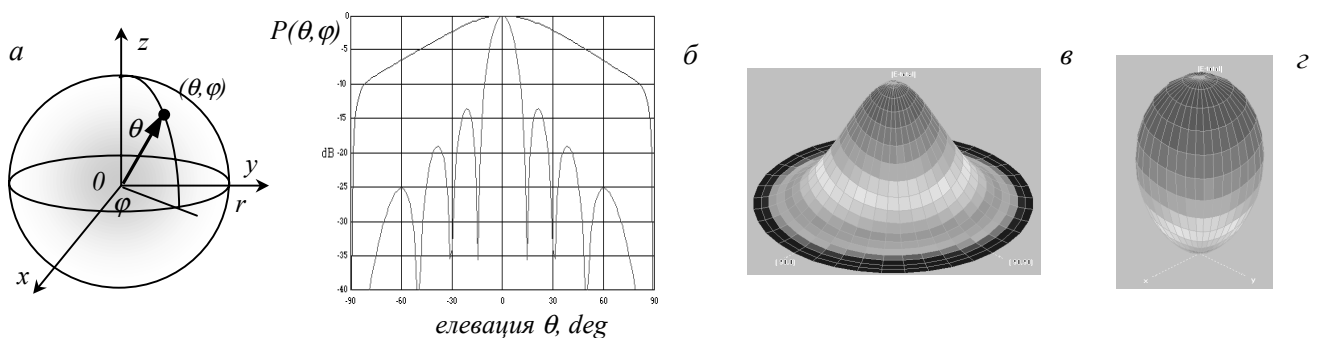 а
z
(θ,φ)
θ
0
y
r
φ
x
P(θ,φ)
0
-5
-10
-15
dB -20
-25
-30
-35
-40
-90
-60
-30
0
30
60
90
елевация θ, deg
б
в
x
y
г